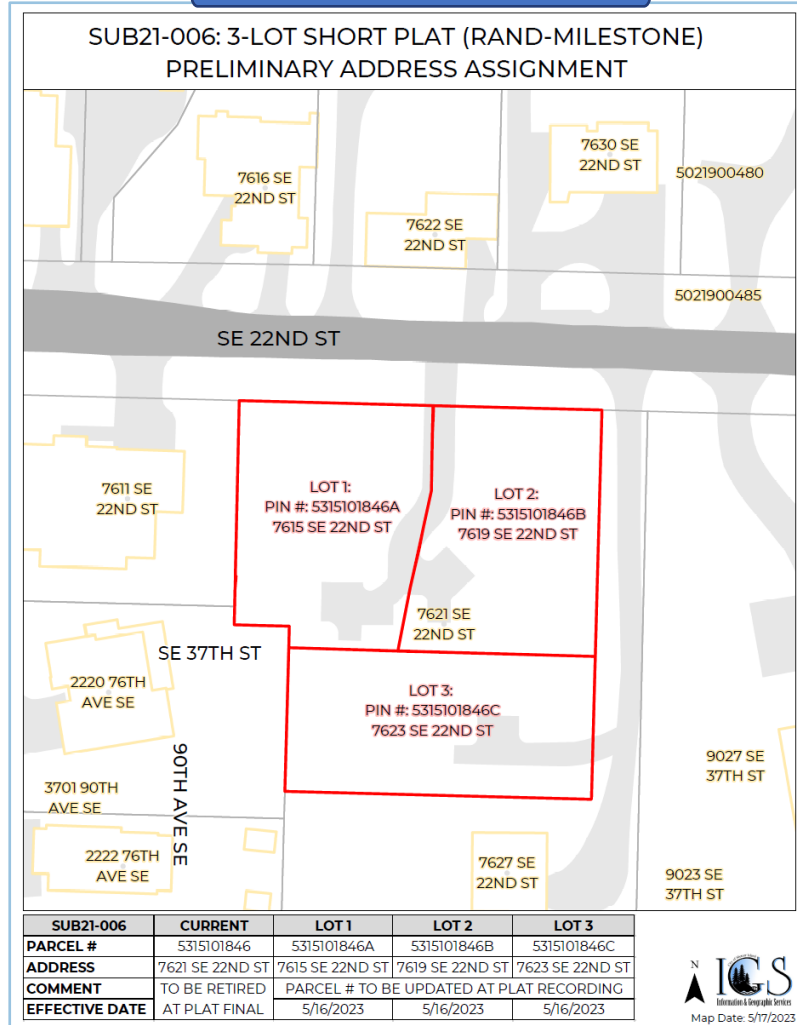 SUB21-006: 3-LOT SHORT PLAT (RAND-MILESTONE)
PRELIMINARY ADDRESS ASSIGNMENT
7616 SE
22ND ST
7630 SE
22ND ST
5021900480
7622 SE
22ND ST
5021900485
SE 22ND ST
7611 SE
22ND ST
LOT 1:
PIN #: 5315101846A
7615 SE 22ND ST
LOT 2:
PIN #: 5315101846B
7619 SE 22ND ST
7621 SE
22ND ST
SE 37TH ST
2220 76TH
AVE SE
LOT 3:
PIN #: 5315101846C
7623 SE 22ND ST
90TH AVE SE
3701 90TH
AVE SE
9027 SE
37TH ST
2222 76TH
AVE SE
7627 SE
22ND ST
9023 SE
37TH ST
SUB21-006 CURRENT LOT 1 LOT 2 LOT 3
PARCEL # 5315101846 5315101846A 5315101846B 5315101846C
ADDRESS 7621 SE 22ND ST 7615 SE 22ND ST 7619 SE 22ND ST 7623 SE 22ND ST
COMMENT TO BE RETIRED PARCEL # TO BE UPDATED AT PLAT RECORDING
EFFECTIVE DATE AT PLAT FINAL 5/16/2023 5/16/2023 5/16/2023
N
IGS
Information & Geographic Services
Map Date: 5/17/2023